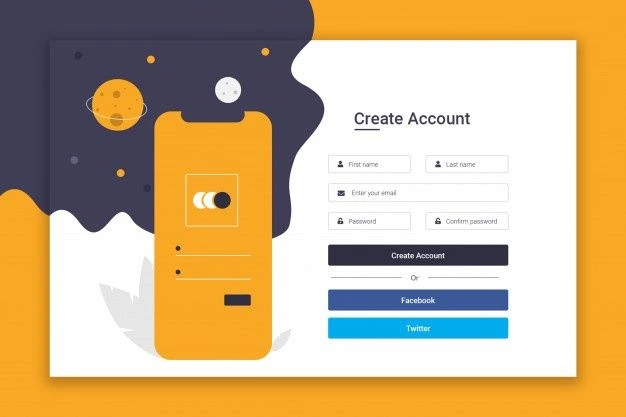 Create Account
First name
Last name
Enter your email
Password
Confirm password
Create Account
Or
Facebook
Twitter